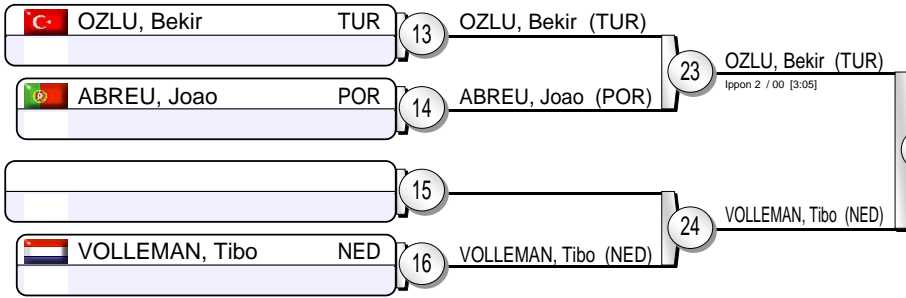 OZLU, Bekir TUR
13
OZLU, Bekir (TUR)
23
OZLU, Bekir (TUR)
Ippon 2 / 00 [3:05]
ABREU, Joao POR
14
ABREU, Joao (POR)
15
24
VOLLEMAN, Tibo (NED)
VOLLEMAN, Tibo NED
16
VOLLEMAN, Tibo (NED)